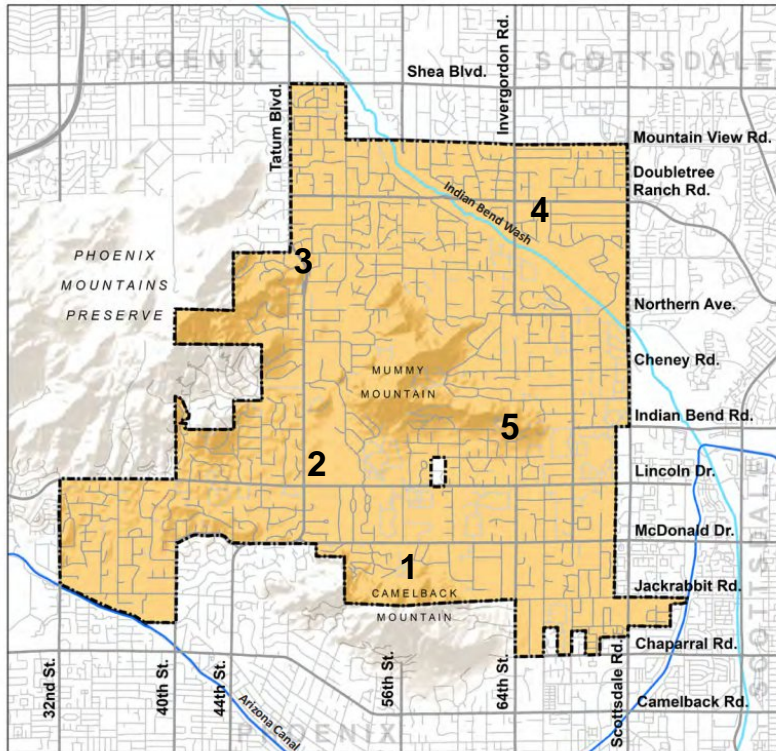 PHOENIX
SCOTTSDALE
Shea Blvd.
Invergordon Rd.
Tatum Blvd.
Mountain View Rd.
Doubletree
Ranch Rd.
Indian Bend Wash
4
3
PHOENIX
MOUNTAINS
PRESERVE
Northern Ave.
Cheney Rd.
MUMMY
MOUNTAIN
Indian Bend Rd.
5
2
Lincoln Dr.
McDonald Dr.
1
Jackrabbit Rd.
CAMELBACK
MOUNTAIN
Chaparral Rd.
32nd St.
40th St.
44th St.
56th St.
64th St.
Scottsdale Rd.
Camelback Rd.
Arizona Canal
PHOENIX
SCOTTSDALE